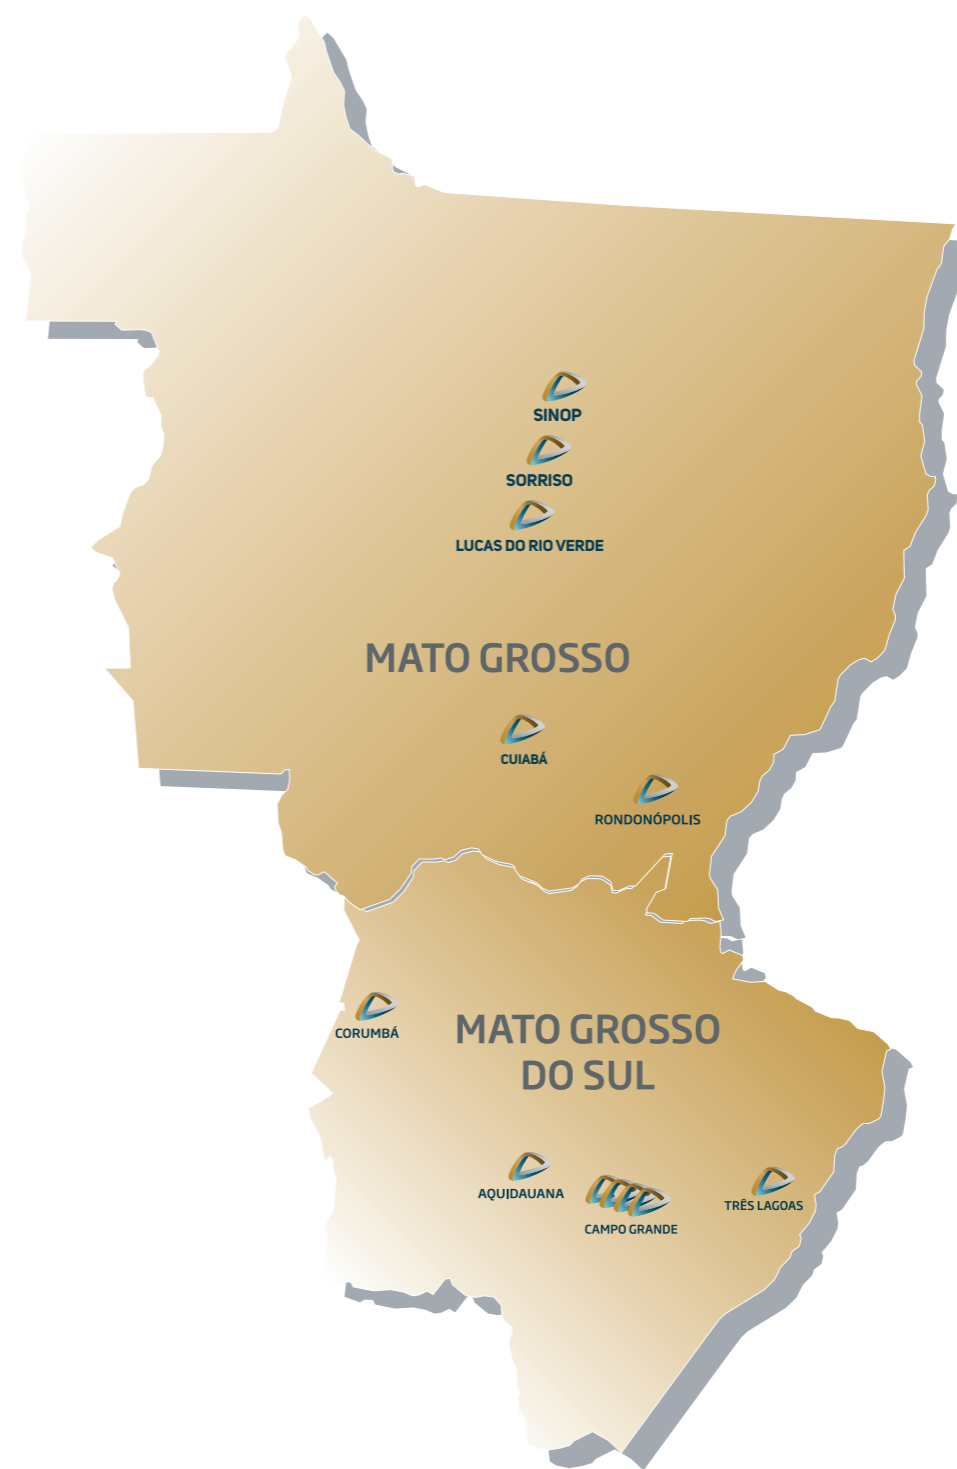 SINOP
SORRISO
LUCAS DO RIO VERDE
MATO GROSSO
CUIABÁ
RONDONÓPOLIS
CORUMBÁ
MATO GROSSO
DO SUL
AQUIDAUANA
CAMPO GRANDE
TRÊS LAGOAS